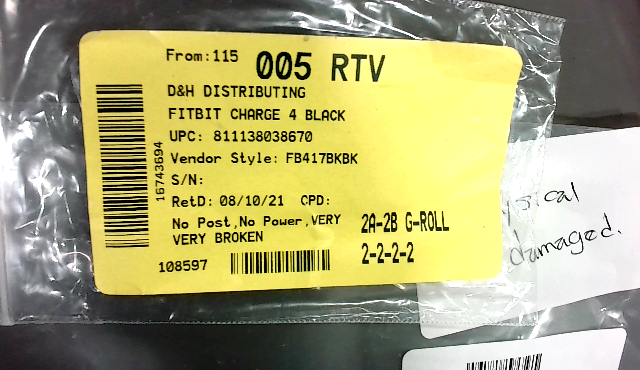 From:115 005 RTV
D&H DISTRIBUTING
FITBIT CHARGE 4 BLACK
UPC: 811138038670
Vendor Style: FB417BKBK
S/N:
RetD: 08/10/21 CPD:
No Post,No Power,VERY
VERY BROKEN
2A-2B G-ROLL
2-2-2-2
108597
16743694
damaged.